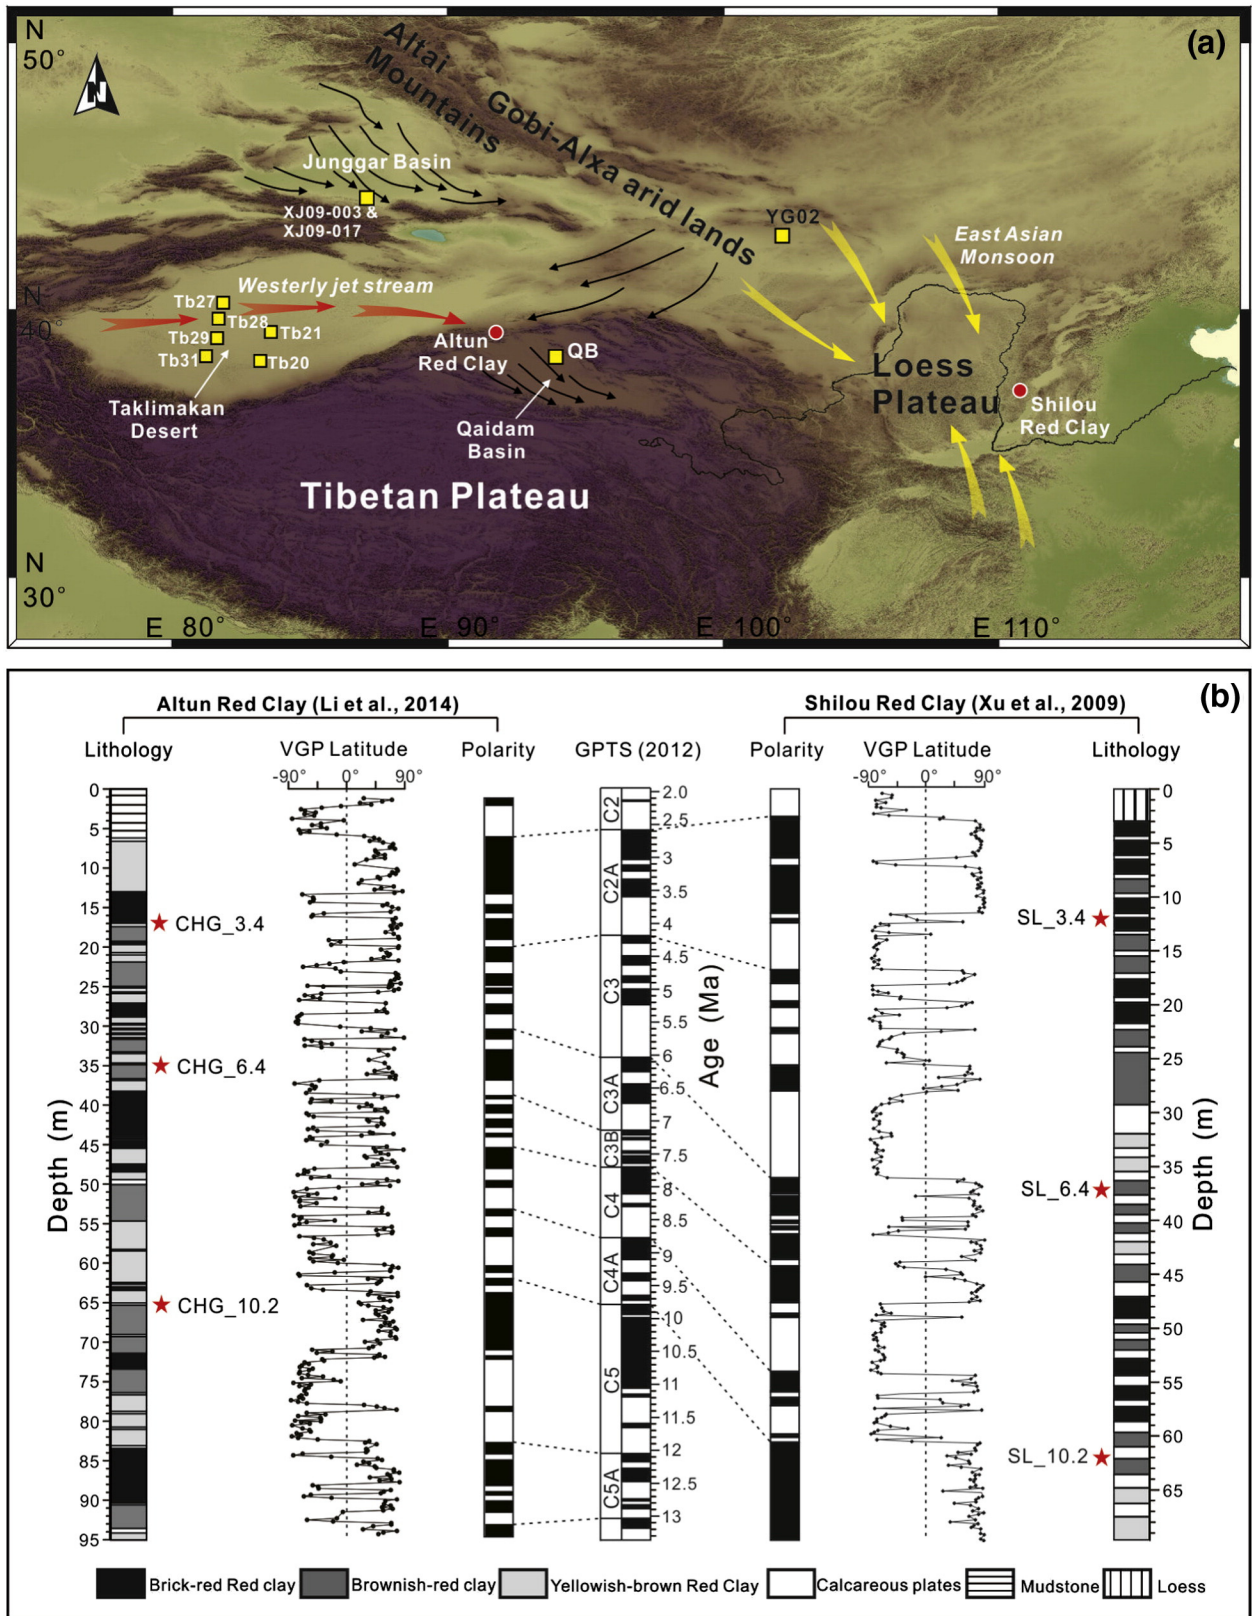 (a)
N
50°
N
Altai
Mountains
Gobi-Alxa arid lands
Junggar Basin
XJ09-003 &
XJ09-017
YG02
East Asian
Monsoon
N
40°
Westerly jet stream
Tb27
Tb28
Tb29
Tb21
Tb31
Tb20
Altun
Red Clay
QB
Loess
Plateau
Shilou
Red Clay
Taklimakan
Desert
Qaidam
Basin
Tibetan Plateau
N
30°
E 80°
E 90°
E 100°
E 110°
(b)
Altun Red Clay (Li et al., 2014)
Shilou Red Clay (Xu et al., 2009)
Lithology
VGP Latitude
Polarity
GPTS (2012)
Polarity
VGP Latitude
Lithology
-90°
0°
90°
-90°
0°
90°
Depth (m)
0
5
10
15
20
25
30
35
40
45
50
55
60
65
70
75
80
85
90
95
CHG_3.4
CHG_6.4
CHG_10.2
C2
C2A
C3
C3A
C3B
C4
C4A
C5
C5A
2.0
2.5
3
3.5
4
4.5
5
5.5
6
6.5
7
7.5
8
8.5
9
9.5
10
10.5
11
11.5
12
12.5
13
Age (Ma)
SL_3.4
SL_6.4
SL_10.2
0
5
10
15
20
25
30
35
40
45
50
55
60
65
Depth (m)
Brick-red Red clay
Brownish-red clay
Yellowish-brown Red Clay
Calcareous plates
Mudstone
Loess